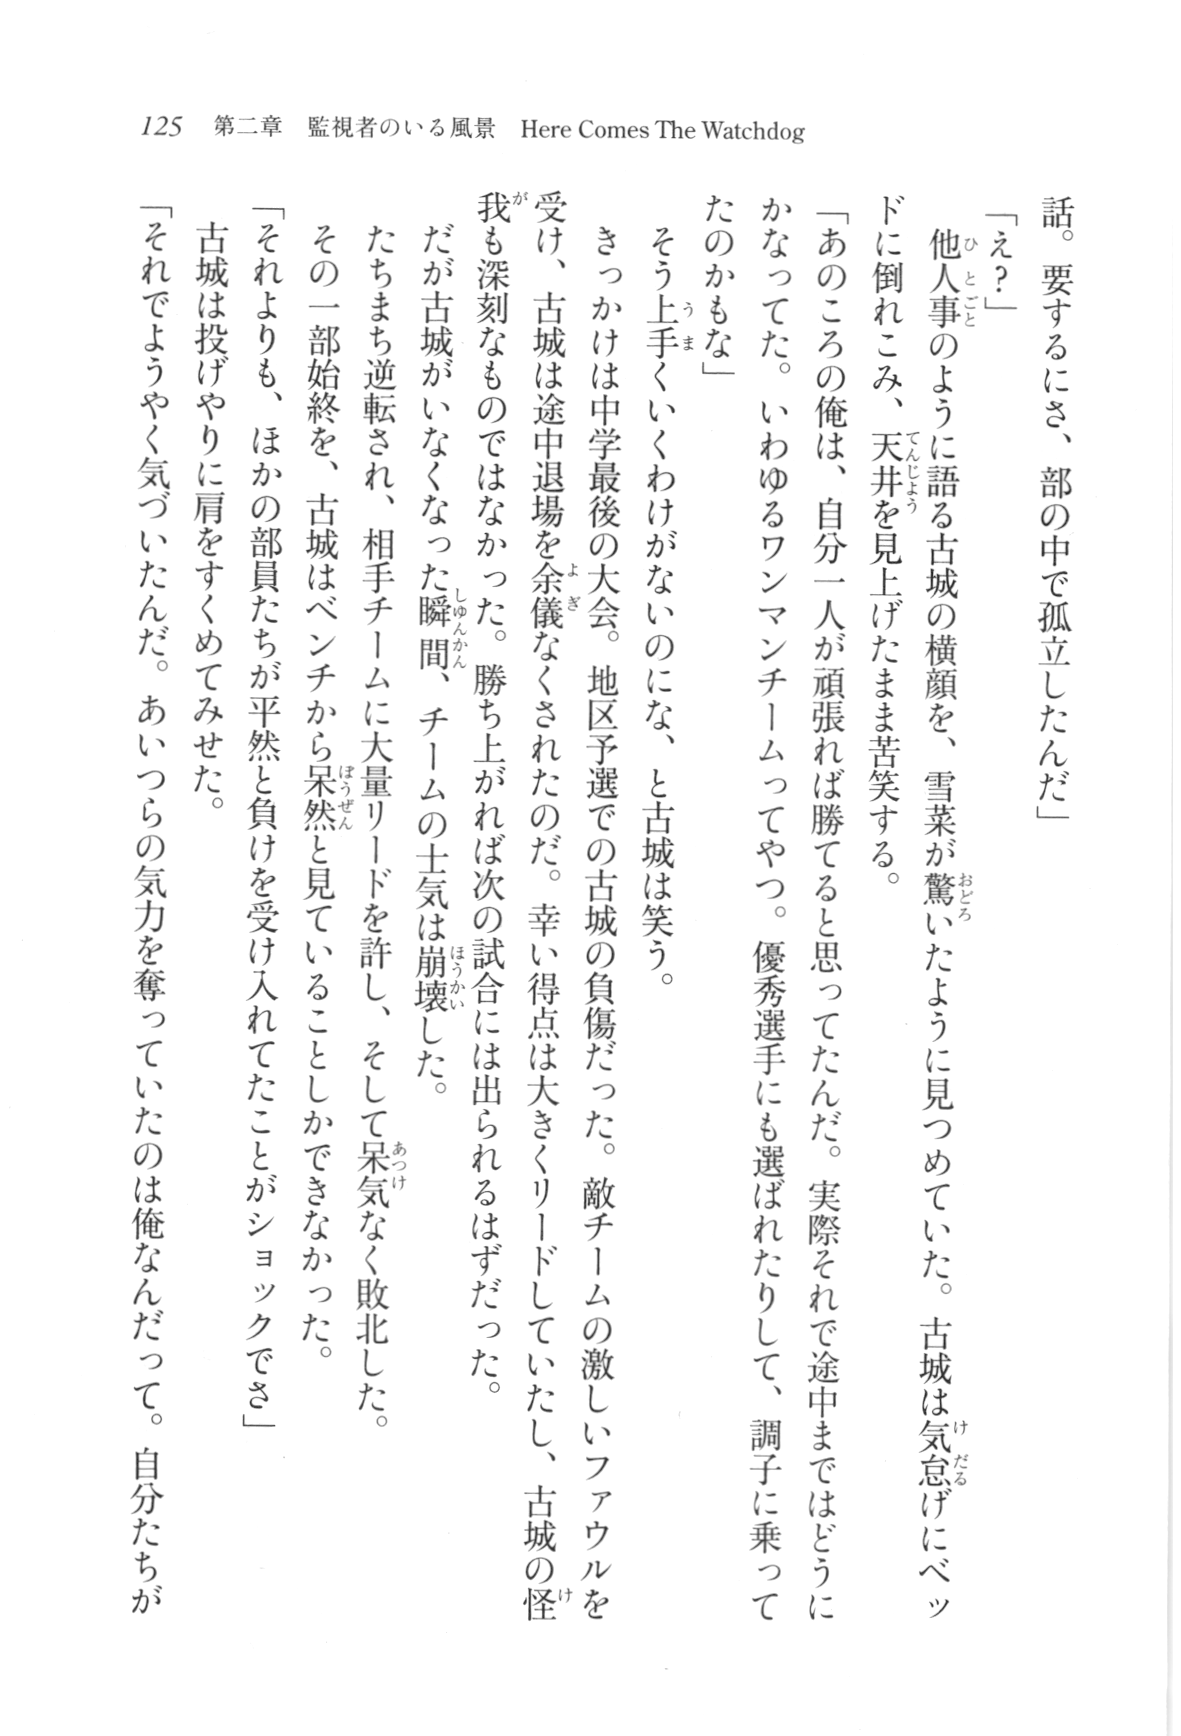 125　第二章　監視者のいる風景　Here Comes The Watchdog
話。要するにさ、部の中で孤立したんだ」
「え？」
　他人事のように語る古城の横顔を、雪菜が驚いたように見つめていた。古城は気怠げにベッ
ドに倒れこみ、天井を見上げたまま苦笑する。
「あのころの俺は、自分一人が頑張れば勝てると思ってたんだ。実際それで途中まではどうに
かなってた。いわゆるワンマンチームってやつ。優秀選手にも選ばれたりして、調子に乗って
たのかもな」
　そう上手くいくわけがないのにな、と古城は笑う。
　きっかけは中学最後の大会。地区予選での古城の負傷だった。敵チームの激しいファウルを
受け、古城は途中退場を余儀なくされたのだ。幸い得点は大きくリードしていたし、古城の怪
我も深刻なものではなかった。勝ち上がれば次の試合には出られるはずだった。
　だが古城がいなくなった瞬間、チームの士気は崩壊した。
　たちまち逆転され、相手チームに大量リードを許し、そして呆気なく敗北した。
　その一部始終を、古城はベンチから呆然と見ていることしかできなかった。
「それよりも、ほかの部員たちが平然と負けを受け入れてたことがショックでさ」
　古城は投げやりに肩をすくめてみせた。
「それでようやく気づいたんだ。あいつらの気力を奪っていたのは俺なんだって。自分たちが